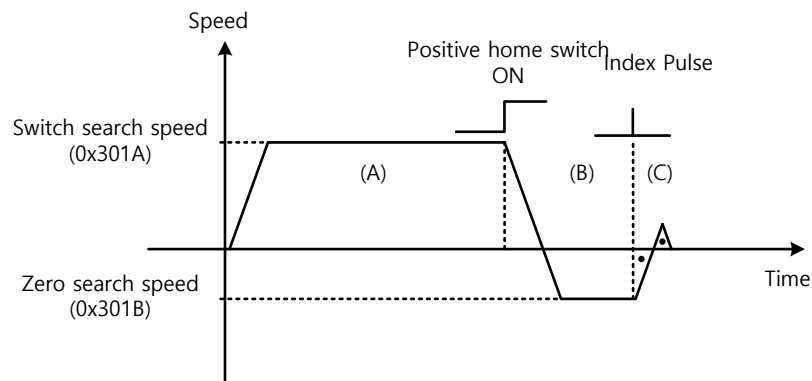 Speed
Positive home switch
ON
Index Pulse
Switch search speed
(0x301A)
(A)
(B)
(C)
Zero search speed
(0x301B)
Time